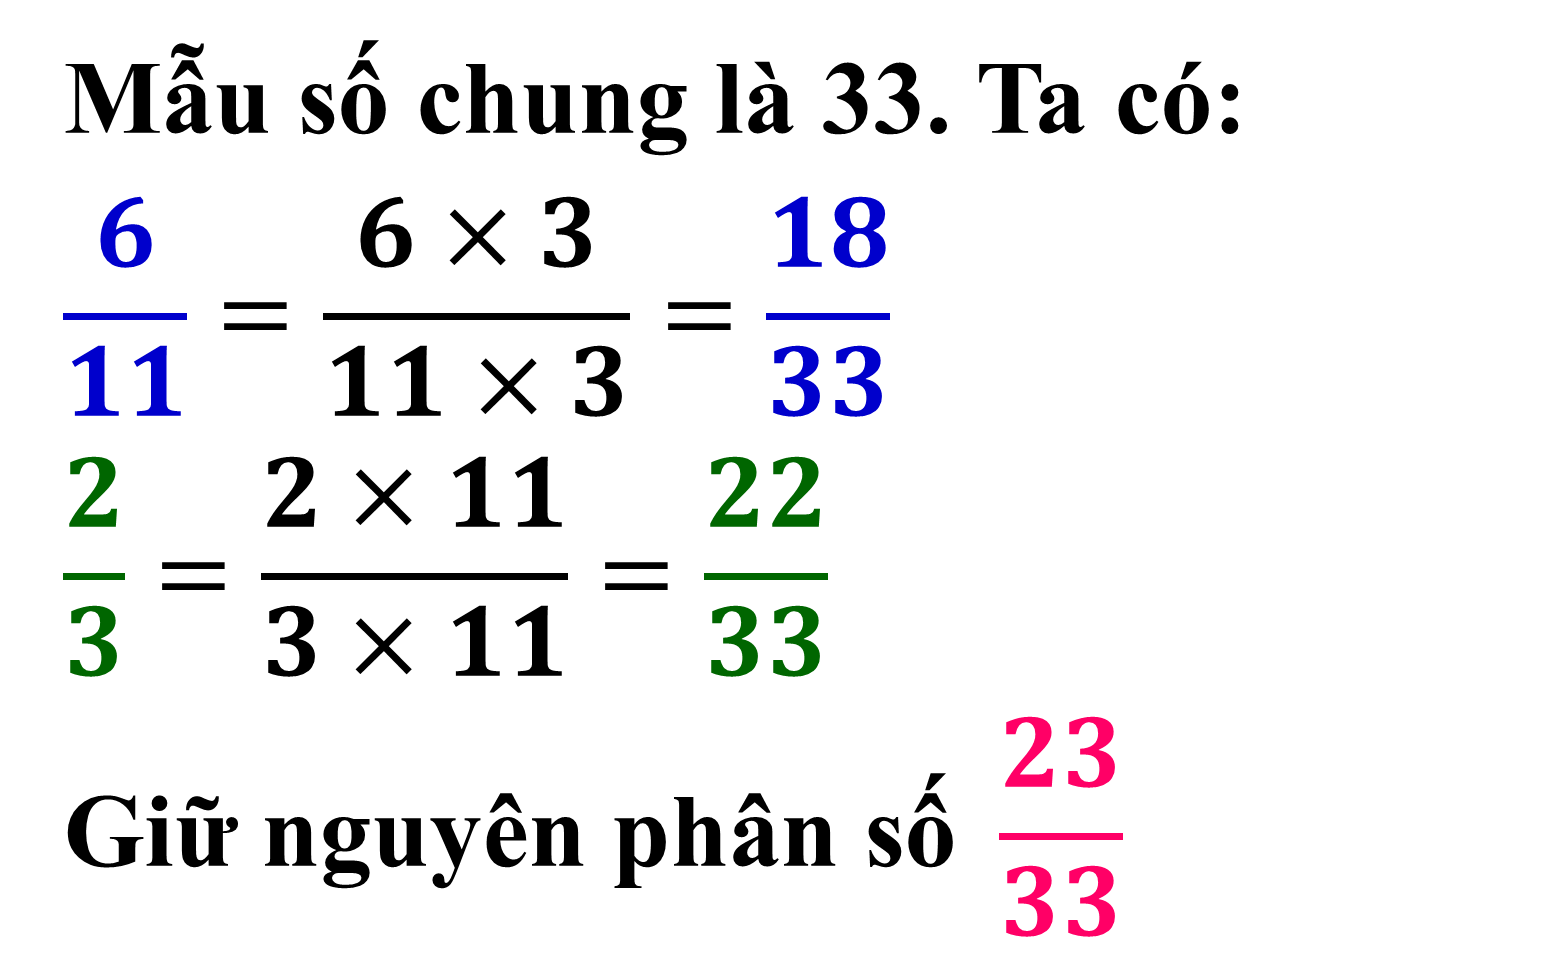 Mẫu số chung là 33. Ta có:
6/11 = (6 × 3)/(11 × 3) = 18/33
2/3 = (2 × 11)/(3 × 11) = 22/33
Giữ nguyên phân số 23/33